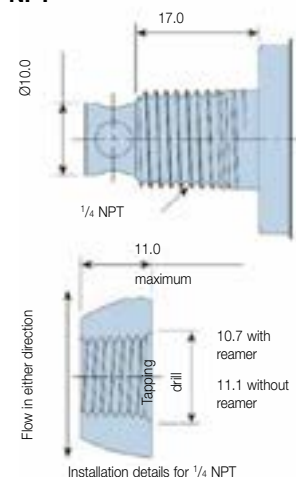 NPT
17.0
Ø10.0
1/4 NPT
11.0
maximum
Flow in either direction
Tapping
drill
10.7 with
reamer
11.1 without
reamer
Installation details for 1/4 NPT